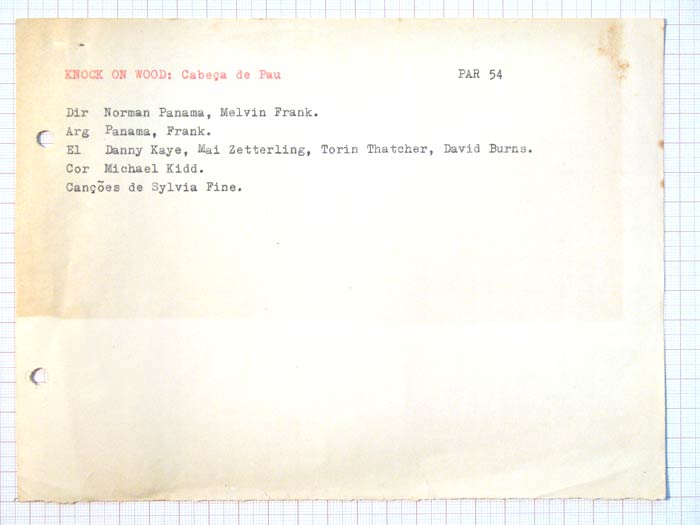 KNOCK ON WOOD: Cabeça de Pau PAR 54
Dir Norman Panama, Melvin Frank.
Arg Panama, Frank.
El Danny Kaye, Mai Zetterling, Torin Thatcher, David Burns.
Cor Michael Kidd.
Canções de Sylvia Fine.